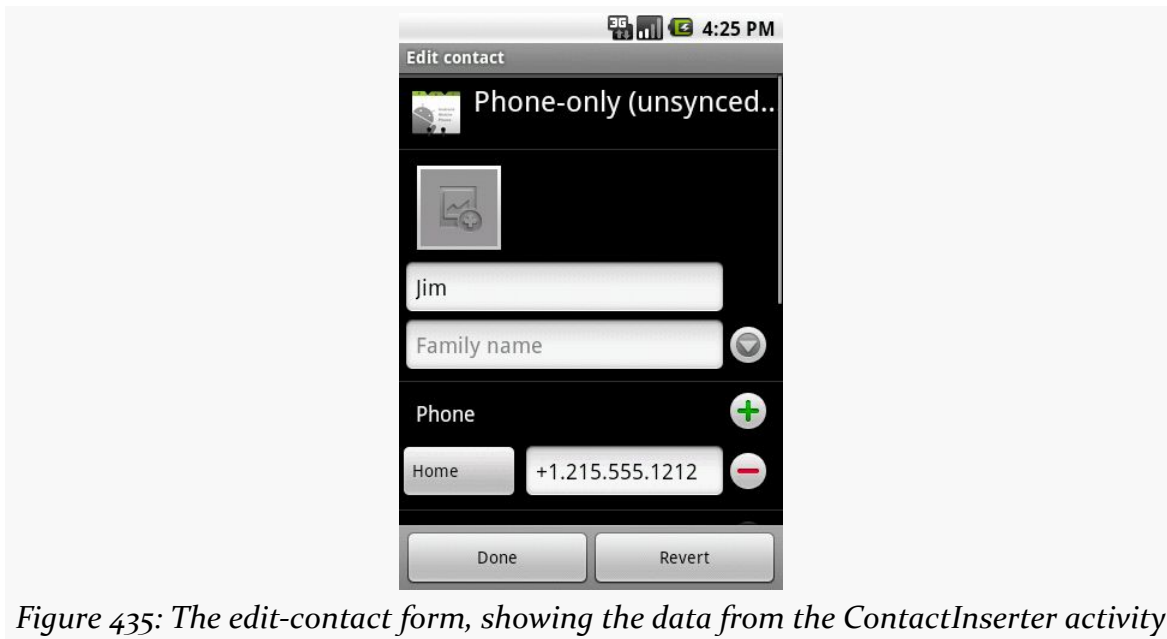 3G 4:25 PM
Edit contact
Phone-only (unsynced..
Jim
Family name
Phone
Home +1.215.555.1212
Done Revert
Figure 435: The edit-contact form, showing the data from the ContactInserter activity